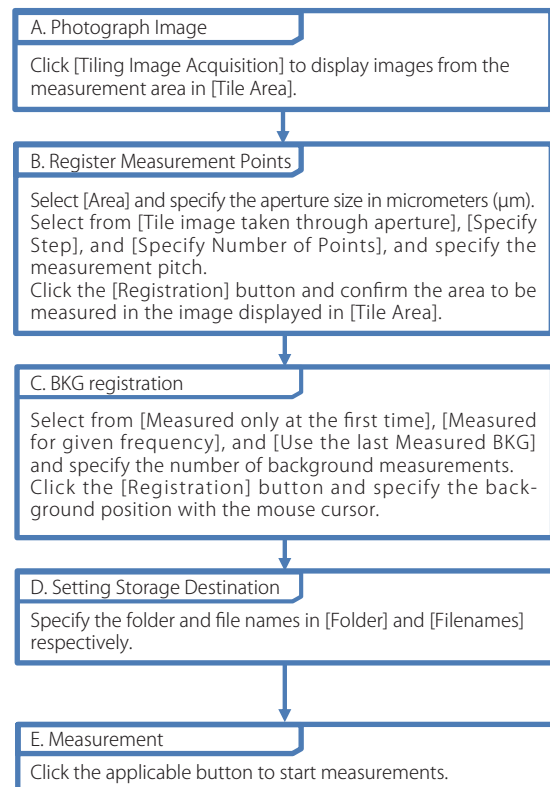 A. Photograph Image
Click [Tiling Image Acquisition] to display images from the
measurement area in [Tile Area].
B. Register Measurement Points
Select [Area] and specify the aperture size in micrometers (μm).
Select from [Tile image taken through aperture], [Specify
Step], and [Specify Number of Points], and specify the
measurement pitch.
Click the [Registration] button and confirm the area to be
measured in the image displayed in [Tile Area].
C. BKG registration
Select from [Measured only at the first time], [Measured
for given frequency], and [Use the last Measured BKG]
and specify the number of background measurements.
Click the [Registration] button and specify the back-
ground position with the mouse cursor.
D. Setting Storage Destination
Specify the folder and file names in [Folder] and [Filenames]
respectively.
E. Measurement
Click the applicable button to start measurements.